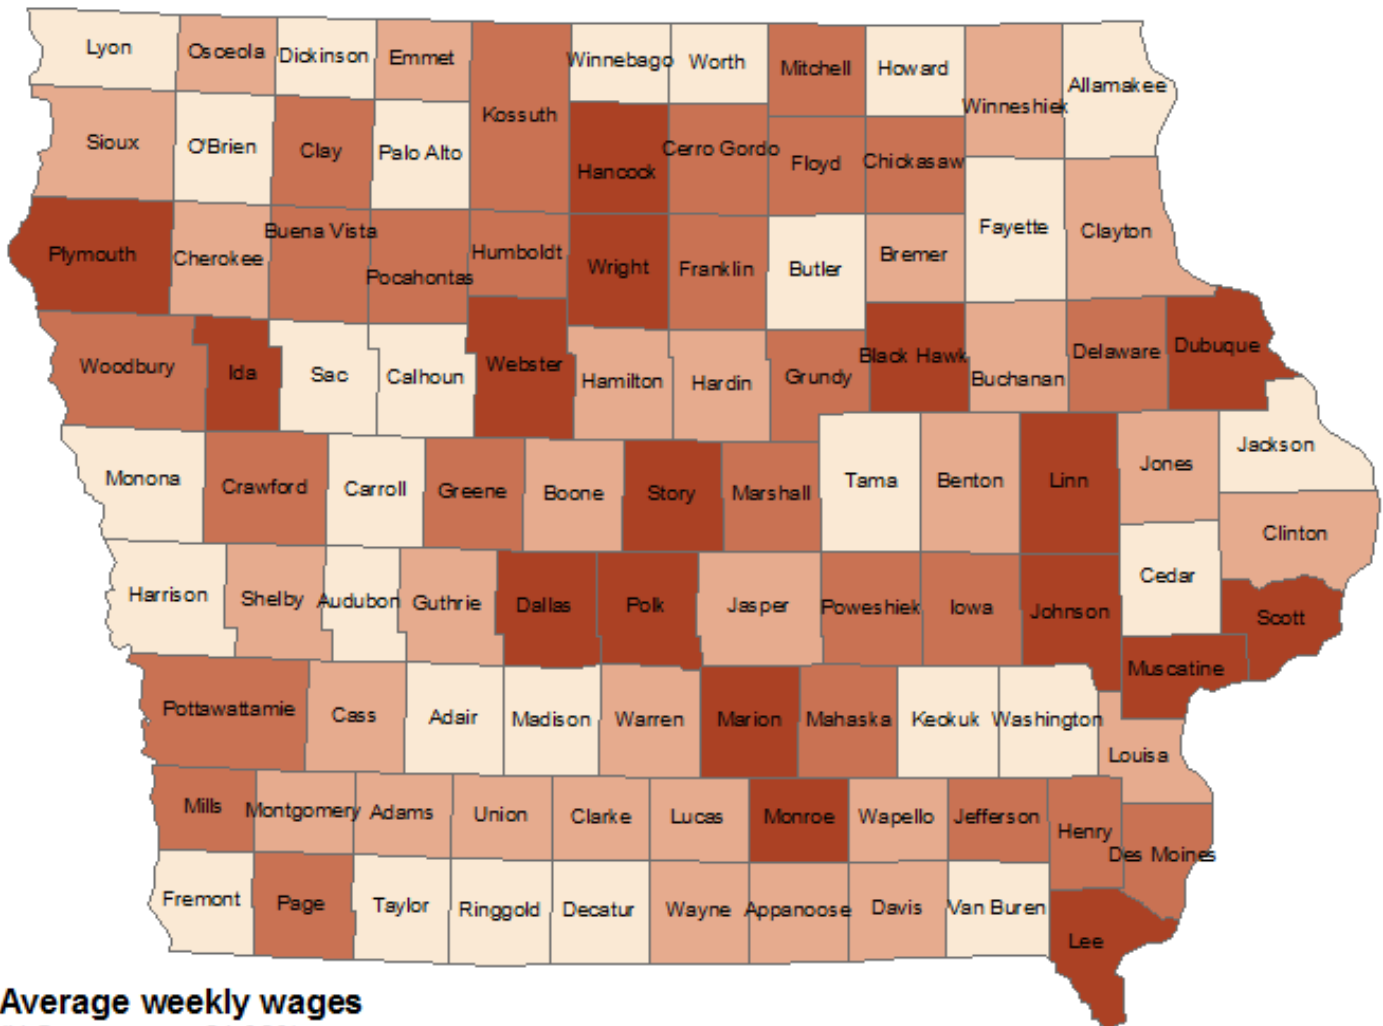 Lyon Osceola Dickinson Emmet Winnebago Worth Mitchell Howard Allamakee
Kossuth Winneshiek
Sioux O'Brien Clay Palo Alto Hancock Cerro Gordo Floyd Chickasaw
Plymouth Cherokee Buena Vista Pocahontas Humboldt Wright Franklin Butler Bremer Fayette Clayton
Woodbury Ida Sac Calhoun Webster Hamilton Hardin Grundy Black Hawk Buchanan Delaware Dubuque
Monona Crawford Carroll Greene Boone Story Marshall Tama Benton Linn Jones Jackson
Clinton
Harrison Shelby Audubon Guthrie Dallas Polk Jasper Poweshiek Iowa Johnson Cedar Scott
Muscatine
Pottawattamie Cass Adair Madison Warren Marion Mahaska Keokuk Washington
Louisa
Mills Montgomery Adams Union Clarke Lucas Monroe Wapello Jefferson Henry
Des Moines
Fremont Page Taylor Ringgold Decatur Wayne Appanoose Davis Van Buren
Lee
Average weekly wages